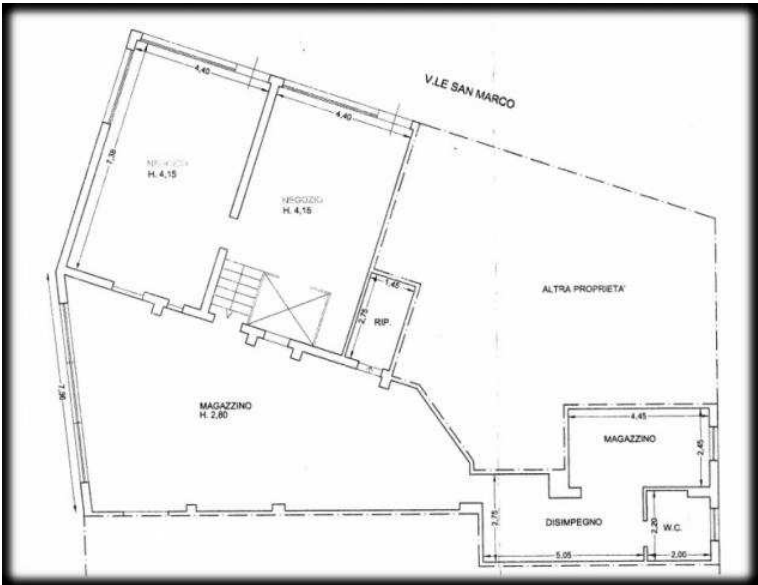 V.LE SAN MARCO
4,40
4,40
7,38
NEGOZIO
H. 4,15
NEGOZIO
H. 4,15
ALTRA PROPRIETA'
1,45
2,75
RIP.
7,90
MAGAZZINO
H. 2,80
4,45
MAGAZZINO
2,45
2,75
DISIMPEGNO
2,20
W.C.
5,05
2,00